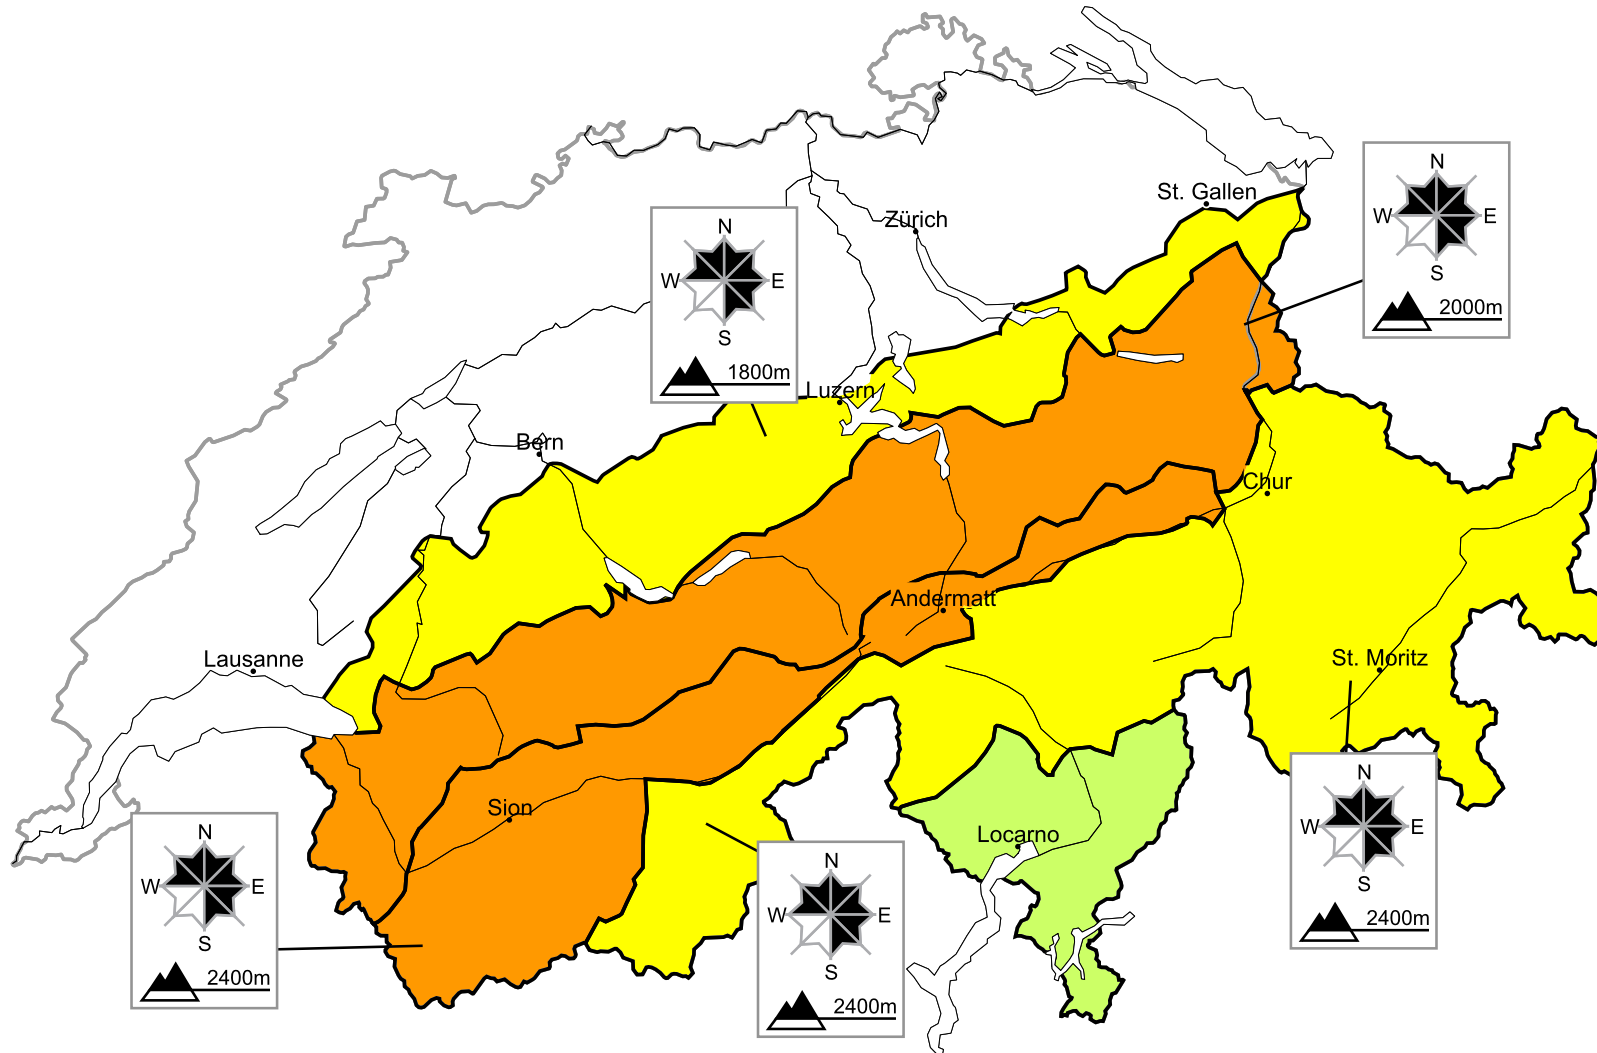 St. Gallen
Zürich
N
W E
S
2000m
N
W E
S
1800m
Luzern
Bern
Chur
Andermatt
Lausanne
St. Moritz
Sion
Locarno
N
W E
S
2400m
N
W E
S
2400m
N
W E
S
2400m